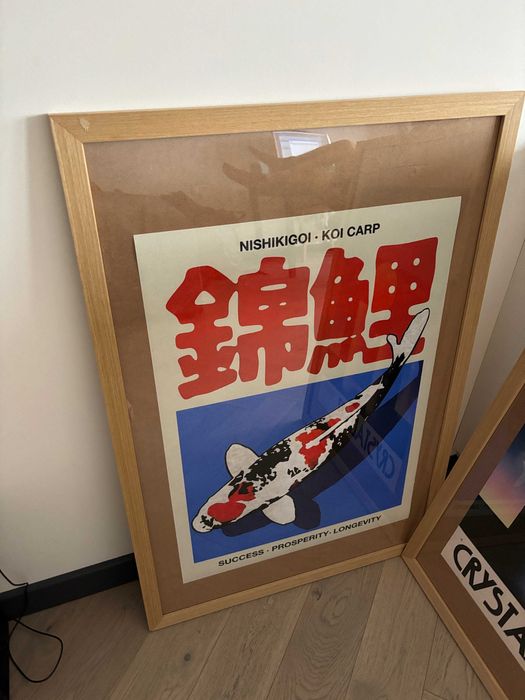 NISHIKIGOI · KOI CARP
錦鯉
SUCCESS · PROSPERITY · LONGEVITY
CRYSTA